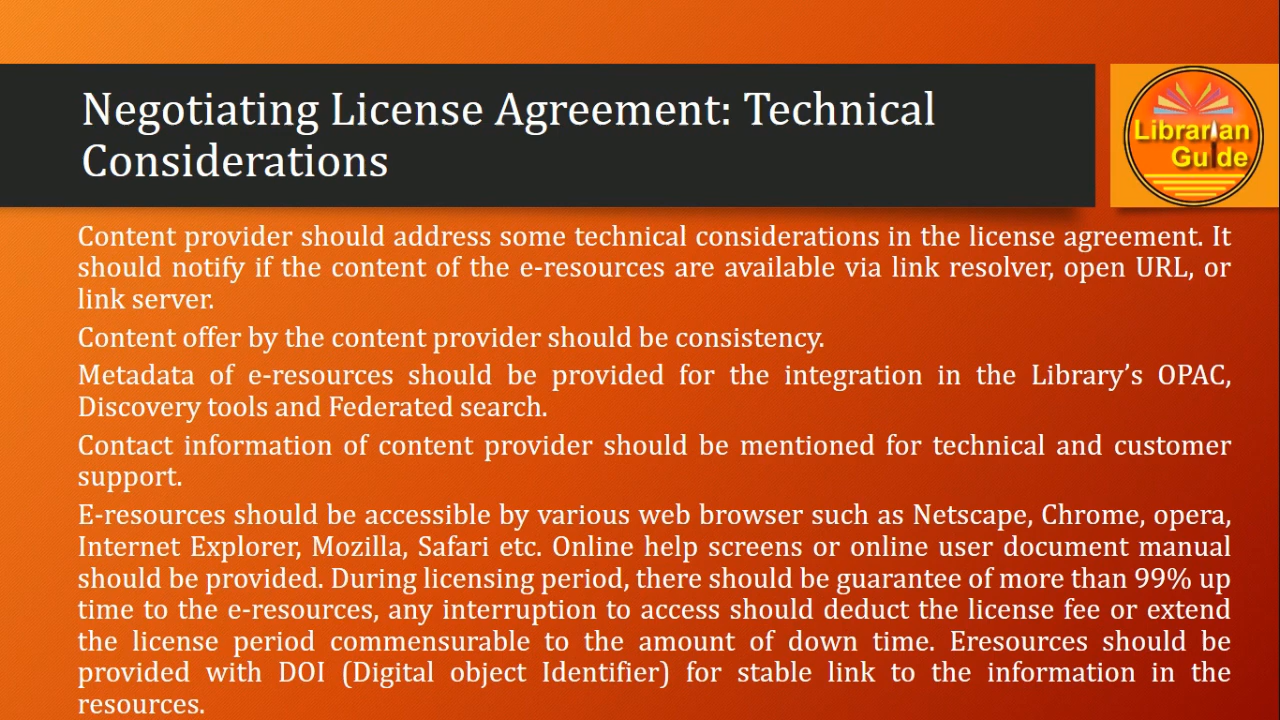 Negotiating License Agreement: Technical
Considerations
Librarian
Guide
Content provider should address some technical considerations in the license agreement. It
should notify if the content of the e-resources are available via link resolver, open URL, or
link server.
Content offer by the content provider should be consistency.
Metadata of e-resources should be provided for the integration in the Library’s OPAC,
Discovery tools and Federated search.
Contact information of content provider should be mentioned for technical and customer
support.
E-resources should be accessible by various web browser such as Netscape, Chrome, opera,
Internet Explorer, Mozilla, Safari etc. Online help screens or online user document manual
should be provided. During licensing period, there should be guarantee of more than 99% up
time to the e-resources, any interruption to access should deduct the license fee or extend
the license period commensurable to the amount of down time. Eresources should be
provided with DOI (Digital object Identifier) for stable link to the information in the
resources.